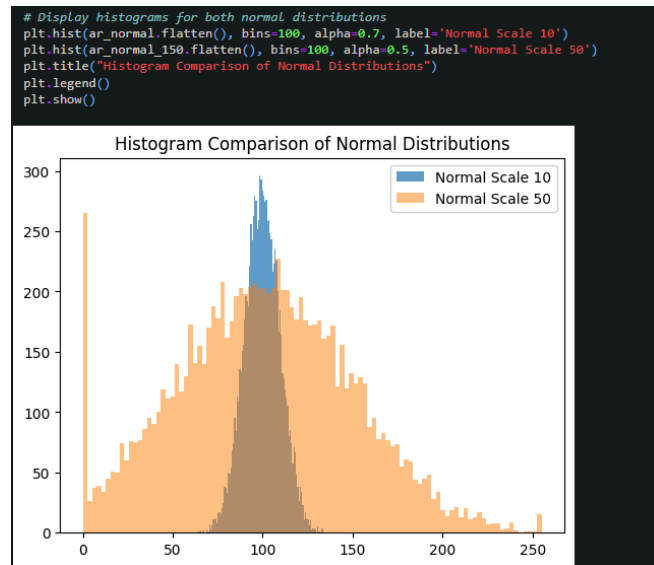 # Display histograms for both normal distributions
plt.hist(ar_normal.flatten(), bins=100, alpha=0.7, label='Normal Scale 10')
plt.hist(ar_normal_150.flatten(), bins=100, alpha=0.5, label='Normal Scale 50')
plt.title("Histogram Comparison of Normal Distributions")
plt.legend()
plt.show()
Histogram Comparison of Normal Distributions
Normal Scale 10
Normal Scale 50
300
250
200
150
100
50
0
0 50 100 150 200 250